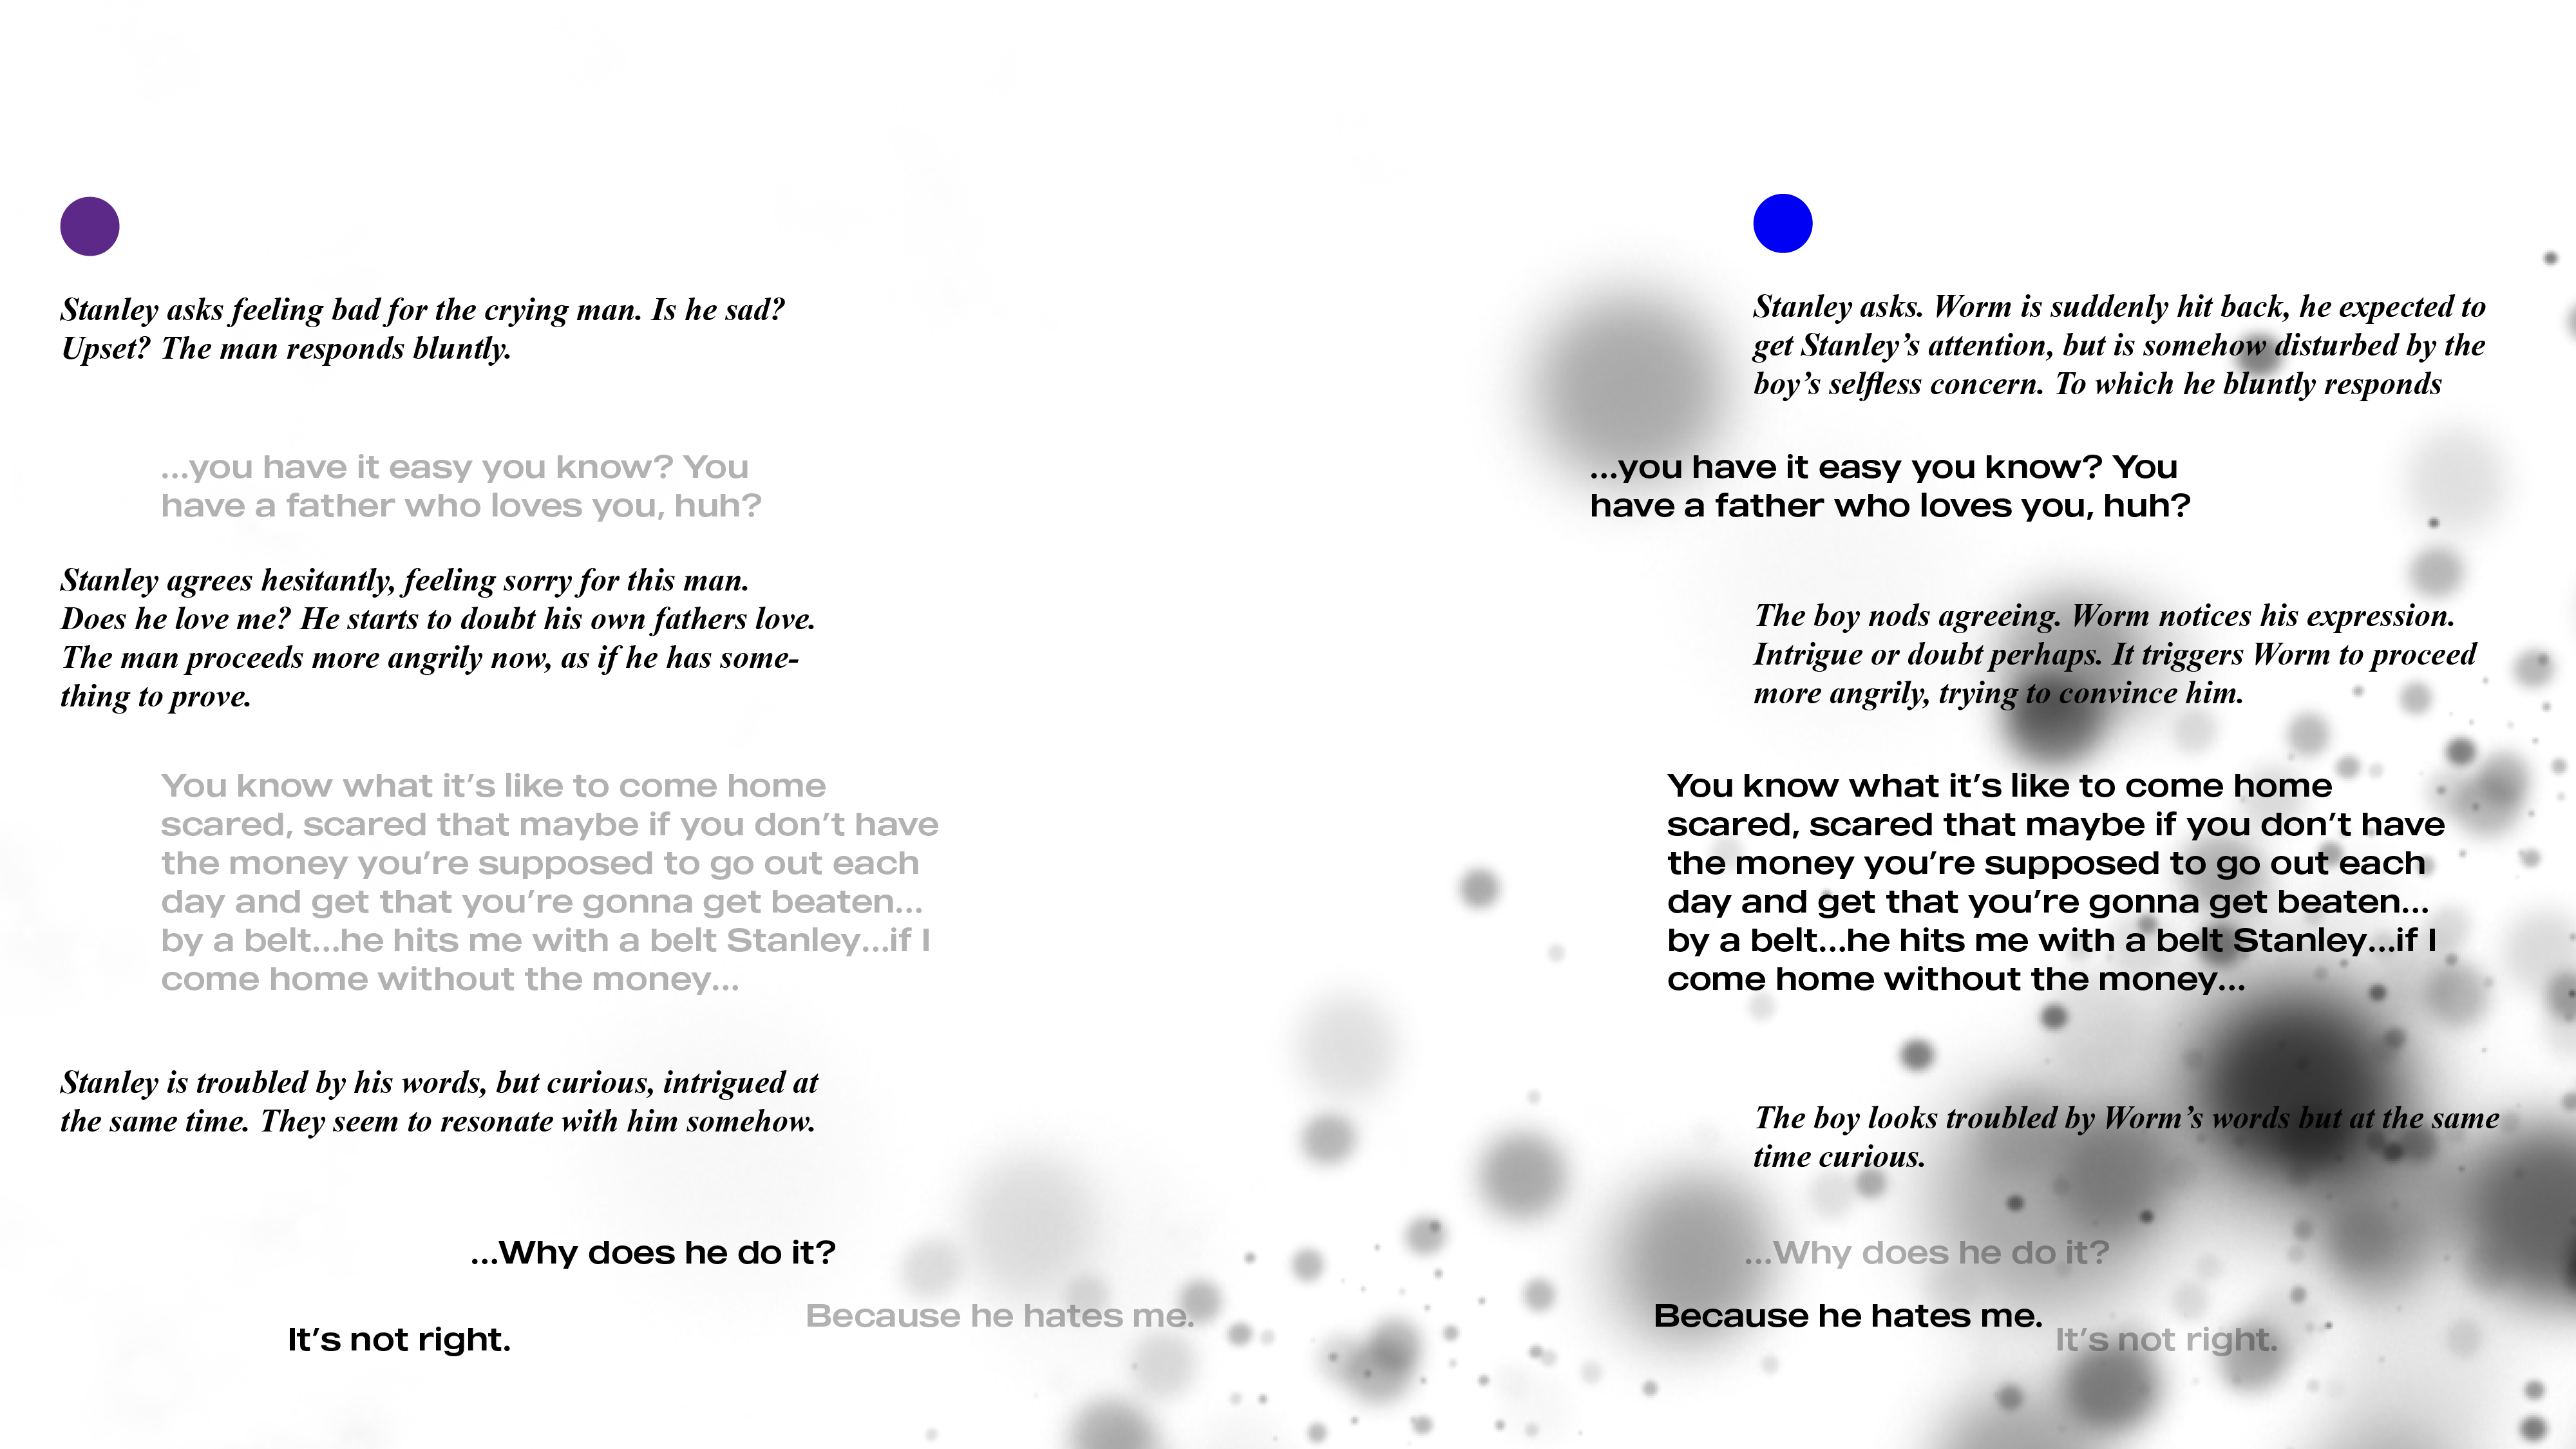 Stanley asks feeling bad for the crying man. Is he sad?
Upset? The man responds bluntly.
...you have it easy you know? You
have a father who loves you, huh?
Stanley agrees hesitantly, feeling sorry for this man.
Does he love me? He starts to doubt his own fathers love.
The man proceeds more angrily now, as if he has some-
thing to prove.
You know what it’s like to come home
scared, scared that maybe if you don’t have
the money you’re supposed to go out each
day and get that you’re gonna get beaten...
by a belt...he hits me with a belt Stanley...if I
come home without the money...
Stanley is troubled by his words, but curious, intrigued at
the same time. They seem to resonate with him somehow.
...Why does he do it?
Because he hates me.
It’s not right.
Stanley asks. Worm is suddenly hit back, he expected to
get Stanley’s attention, but is somehow disturbed by the
boy’s selfless concern. To which he bluntly responds
...you have it easy you know? You
have a father who loves you, huh?
The boy nods agreeing. Worm notices his expression.
Intrigue or doubt perhaps. It triggers Worm to proceed
more angrily, trying to convince him.
You know what it’s like to come home
scared, scared that maybe if you don’t have
the money you’re supposed to go out each
day and get that you’re gonna get beaten...
by a belt...he hits me with a belt Stanley...if I
come home without the money...
The boy looks troubled by Worm’s words but at the same
time curious.
...Why does he do it?
Because he hates me.
It’s not right.